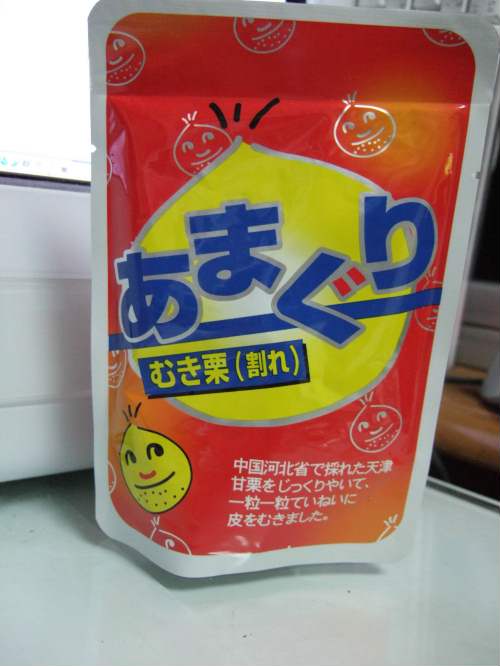 あまぐり
むき栗(割れ)
中国河北省で採れた天津
甘栗をじっくりやいて、
一粒一粒ていねいに
皮をむきました。